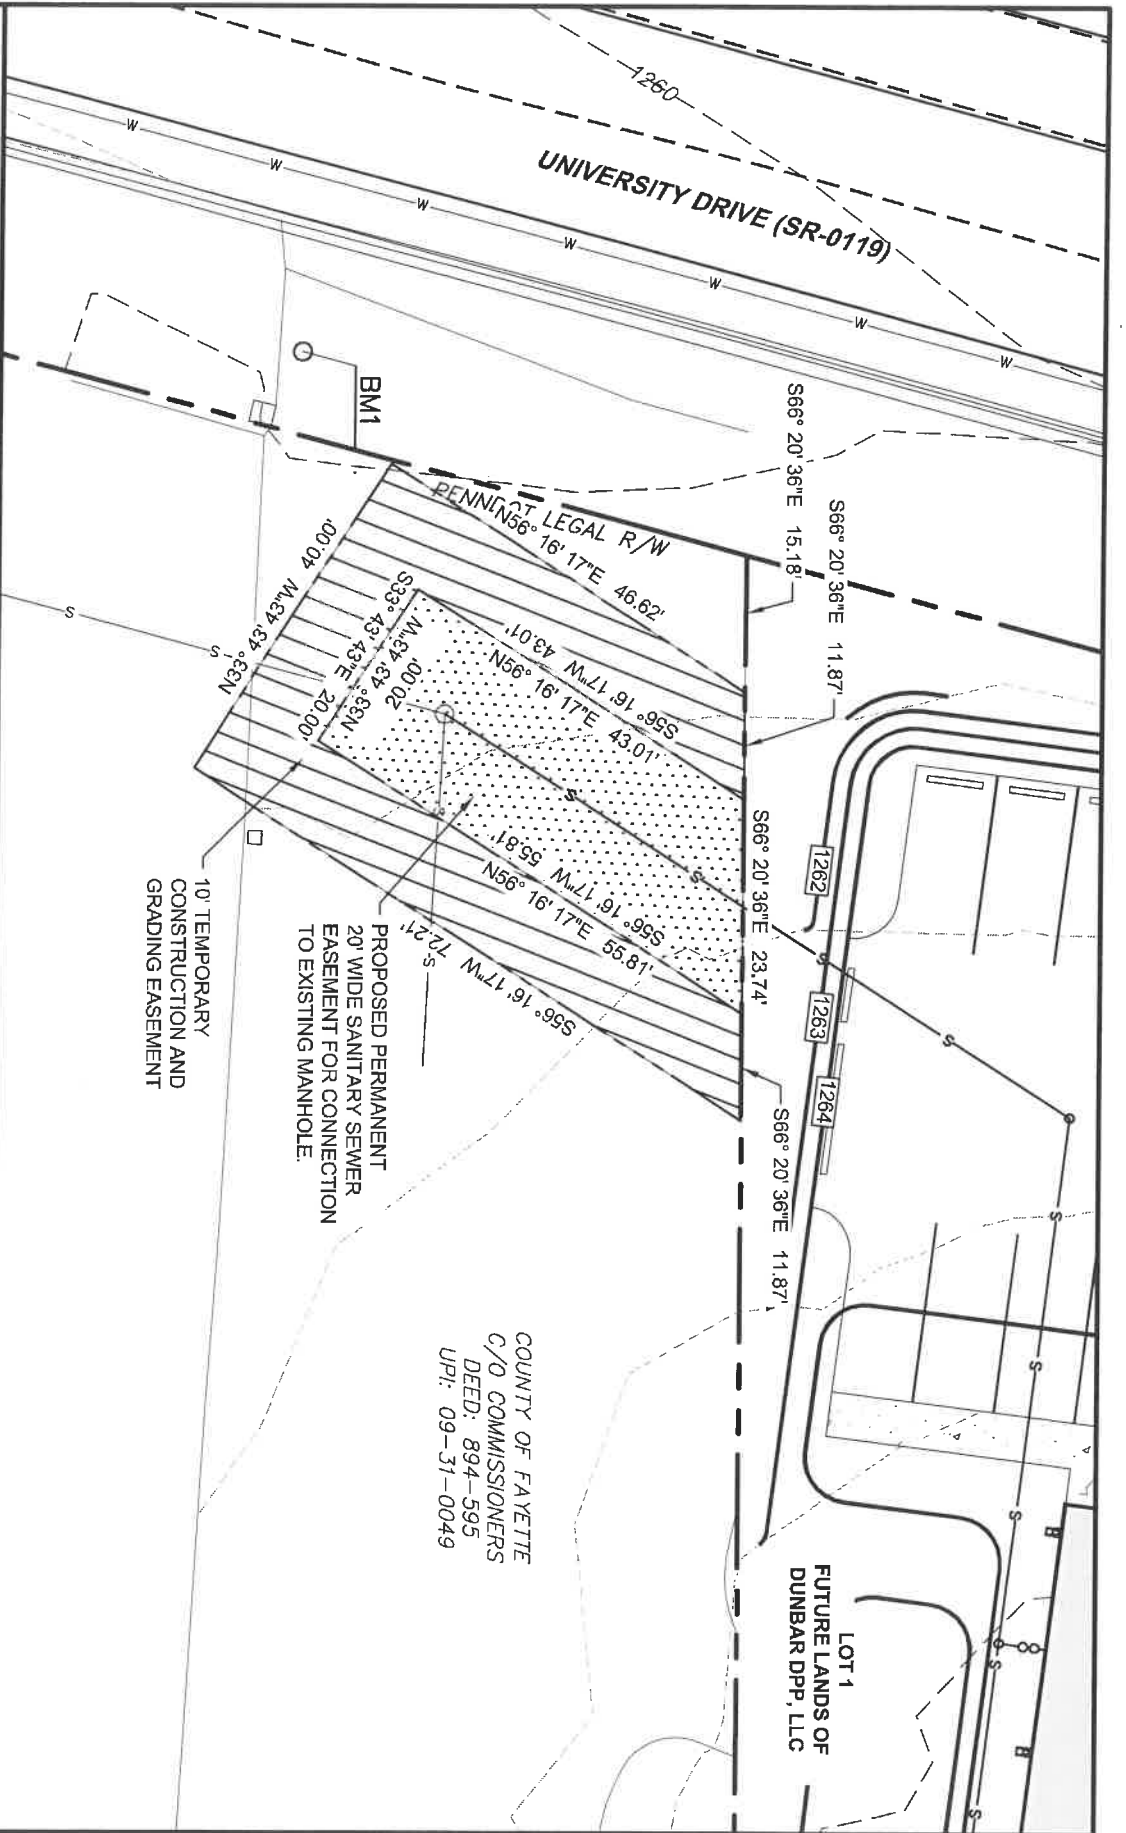 1260
UNIVERSITY DRIVE (SR-0119)
W
W
W
W
W
W
W
BM1
PENNDOT LEGAL R/W
S66° 20' 36"E 15.18'
S66° 20' 36"E 11.87'
S66° 20' 36"E 23.74'
S66° 20' 36"E 11.87'
N56° 16' 17"E 46.62'
S56° 16' 17"W 43.01'
N56° 16' 17"E 43.01'
S56° 16' 17"W 55.81'
N56° 16' 17"E 55.81'
S56° 16' 17"W 72.21'
N33° 43' 43"W 40.00'
S33° 43' 43"E 20.00'
N33° 43' 43"W
20.00'
1262
1263
1264
S
S
S
S
S
S
S
S
S
S
S
S
S
10' TEMPORARY
CONSTRUCTION AND
GRADING EASEMENT
PROPOSED PERMANENT
20' WIDE SANITARY SEWER
EASEMENT FOR CONNECTION
TO EXISTING MANHOLE.
COUNTY OF FAYETTE
C/O COMMISSIONERS
DEED: 894-595
UPI: 09-31-0049
LOT 1
FUTURE LANDS OF
DUNBAR DPP, LLC